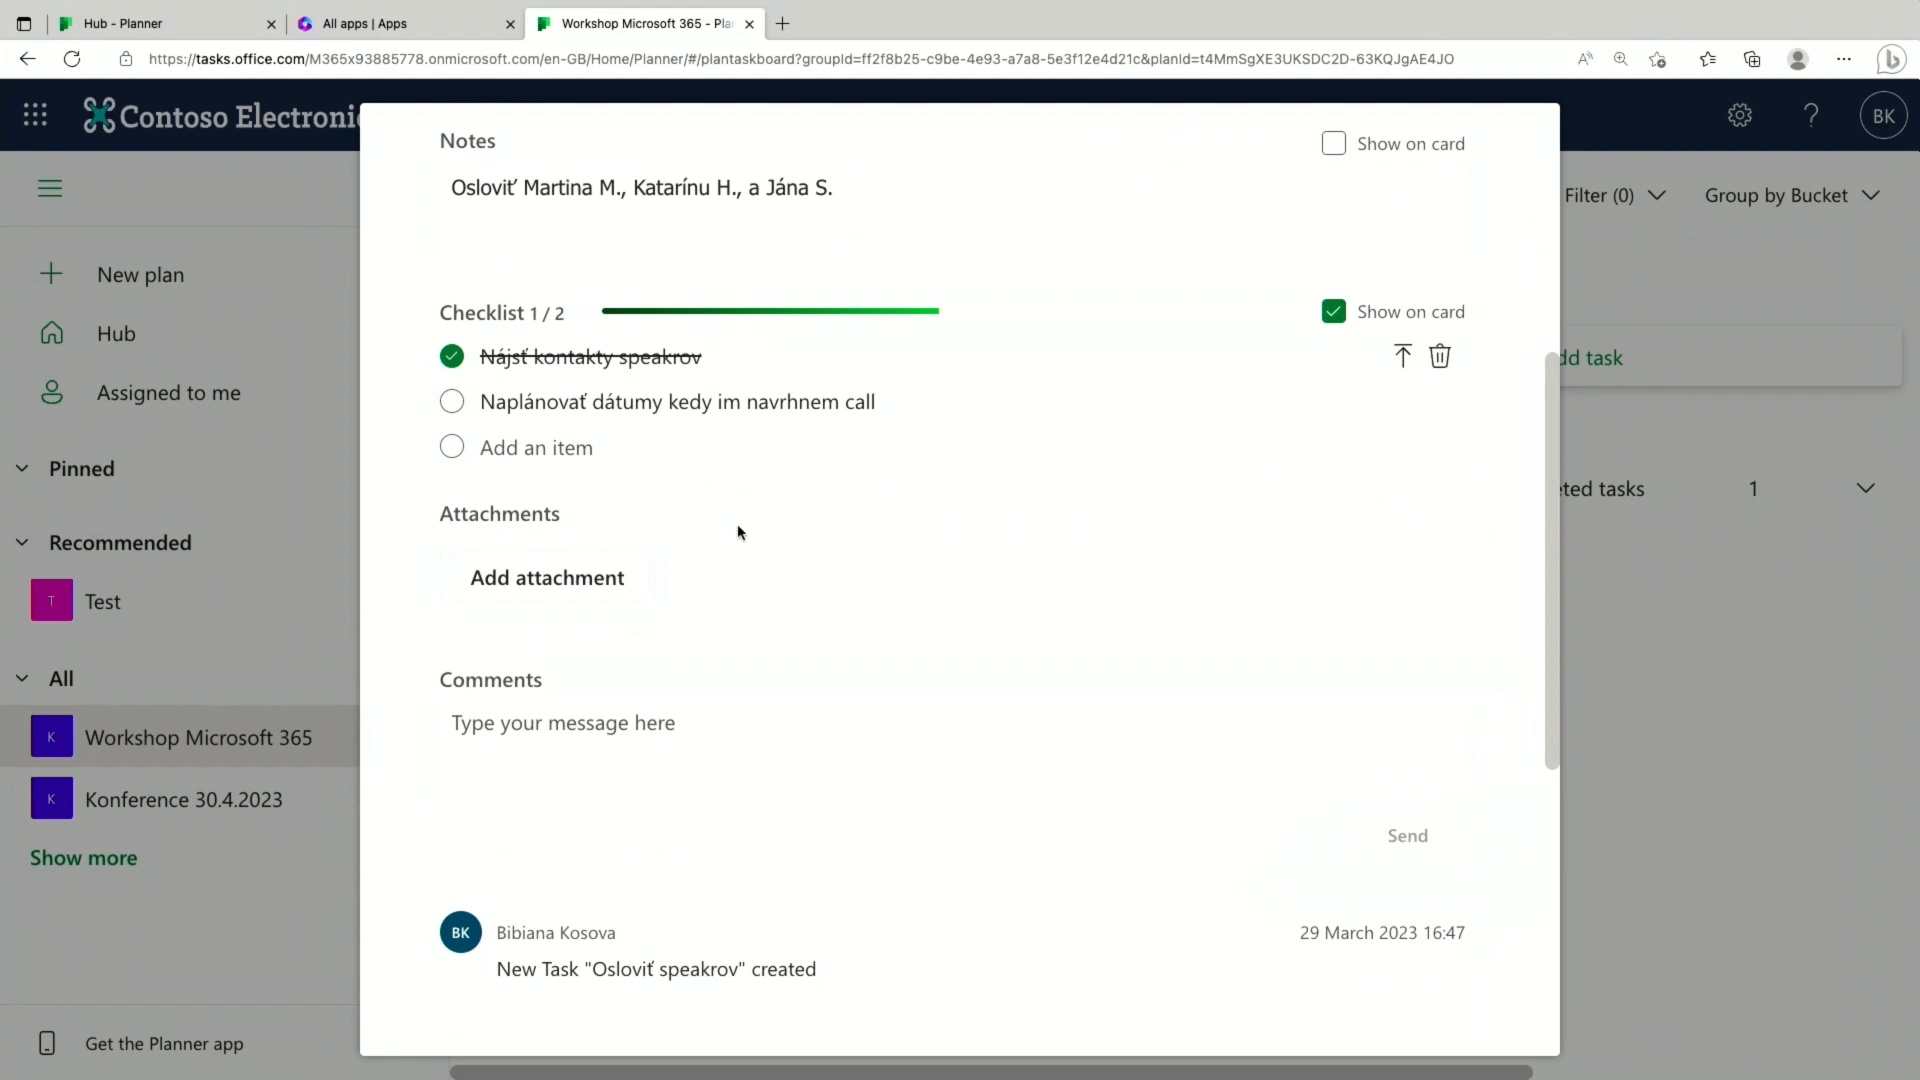 Hub - Planner
All apps | Apps
Workshop Microsoft 365 - Pla
https://tasks.office.com/M365x93885778.onmicrosoft.com/en-GB/Home/Planner/#/plantaskboard?groupId=ff2f8b25-c9be-4e93-a7a8-5e3f12e4d21c&planId=t4MmSgXE3UKSDC2D-63KQJgAE4JO
Contoso Electroni
BK
Filter (0)
Group by Bucket
New plan
Hub
Assigned to me
Pinned
Recommended
T
Test
All
K
Workshop Microsoft 365
K
Konference 30.4.2023
Show more
Get the Planner app
Notes
Show on card
Osloviť Martina M., Katarínu H., a Jána S.
Checklist 1 / 2
Show on card
Nájsť kontakty speakrov
Naplánovať dátumy kedy im navrhnem call
Add an item
Attachments
Add attachment
Comments
Type your message here
Send
BK
Bibiana Kosova
29 March 2023 16:47
New Task "Osloviť speakrov" created
dd task
ted tasks
1